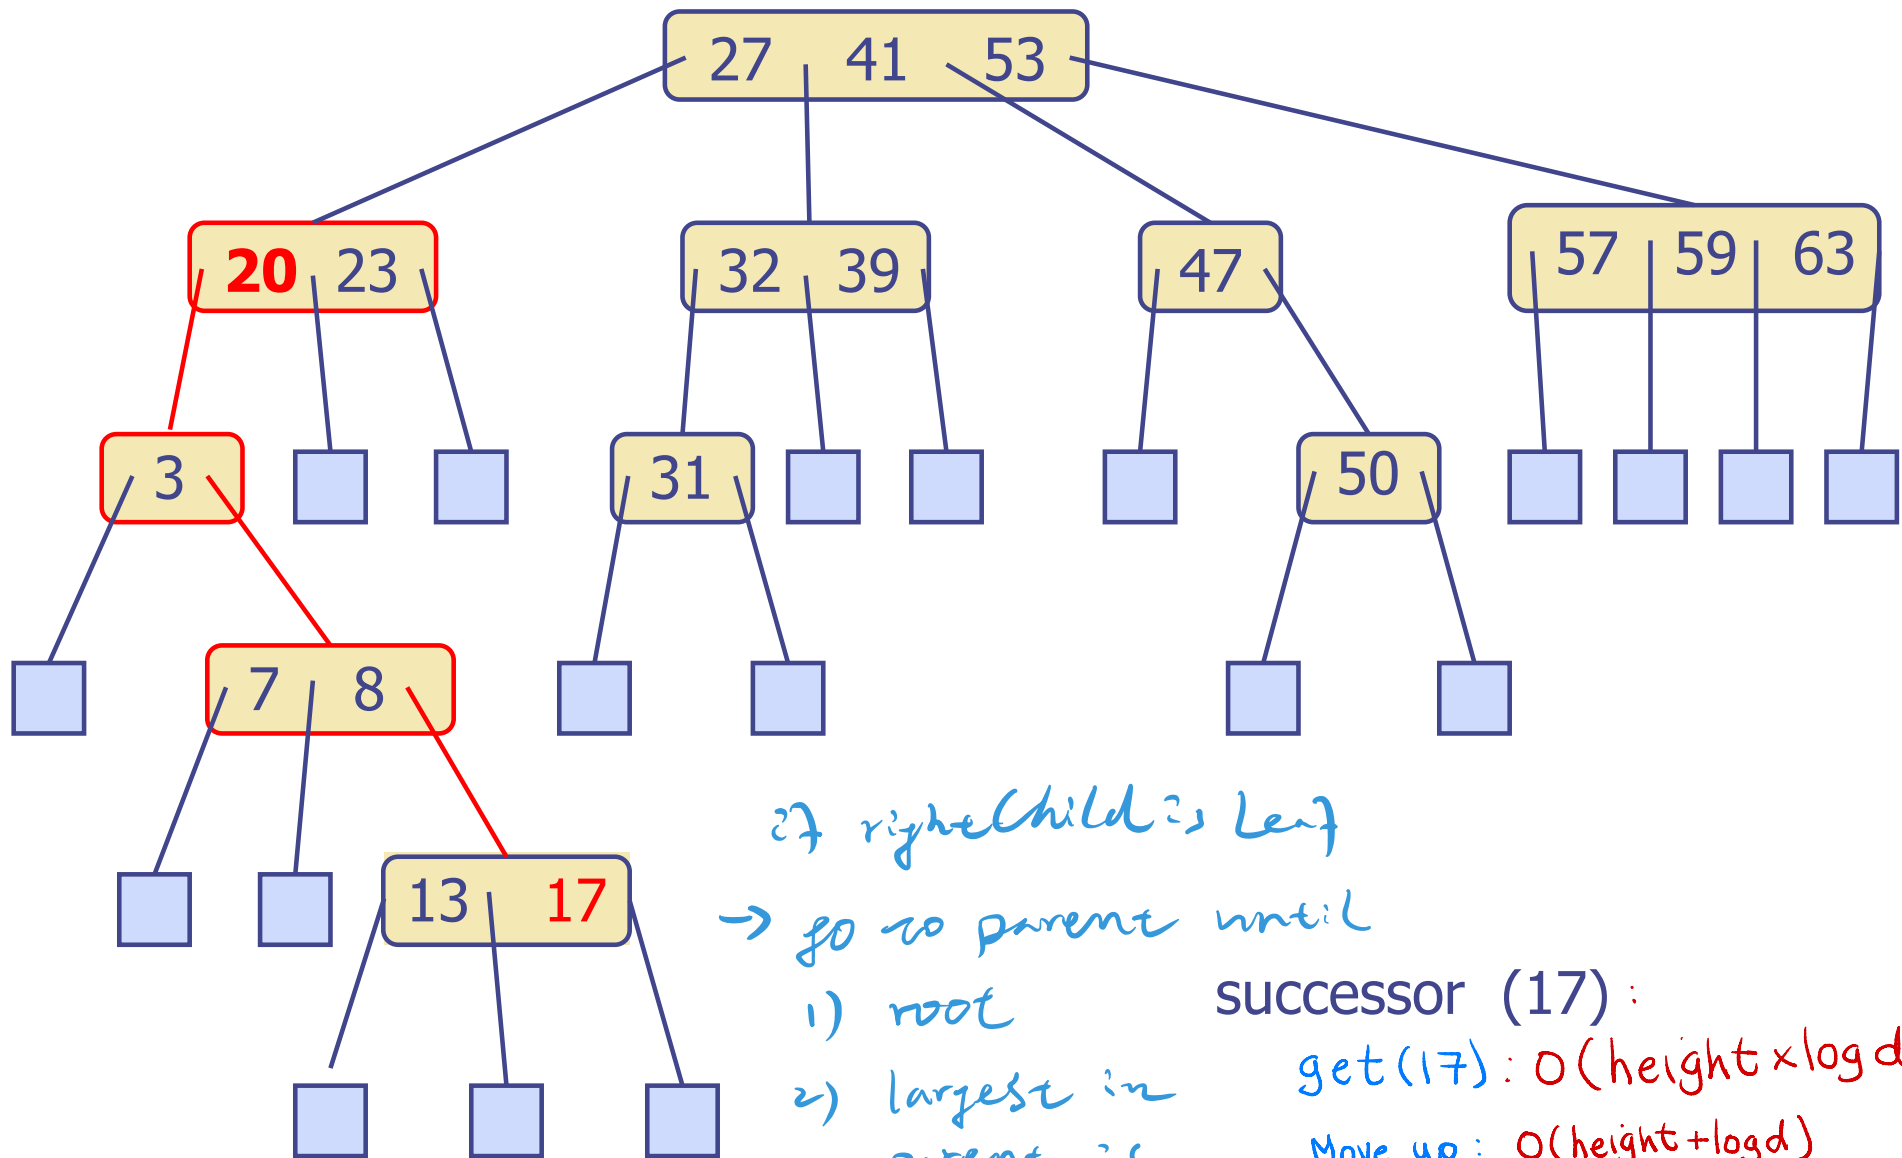 27 41 53
20 23
32 39
47
57 59 63
3
31
50
7 8
13 17
if rightChild is Leaf
→ go to parent until
1) root
2) largest in
parent is
successor (17) :
get(17) : O(height × log d
Move up : O(height + log d)